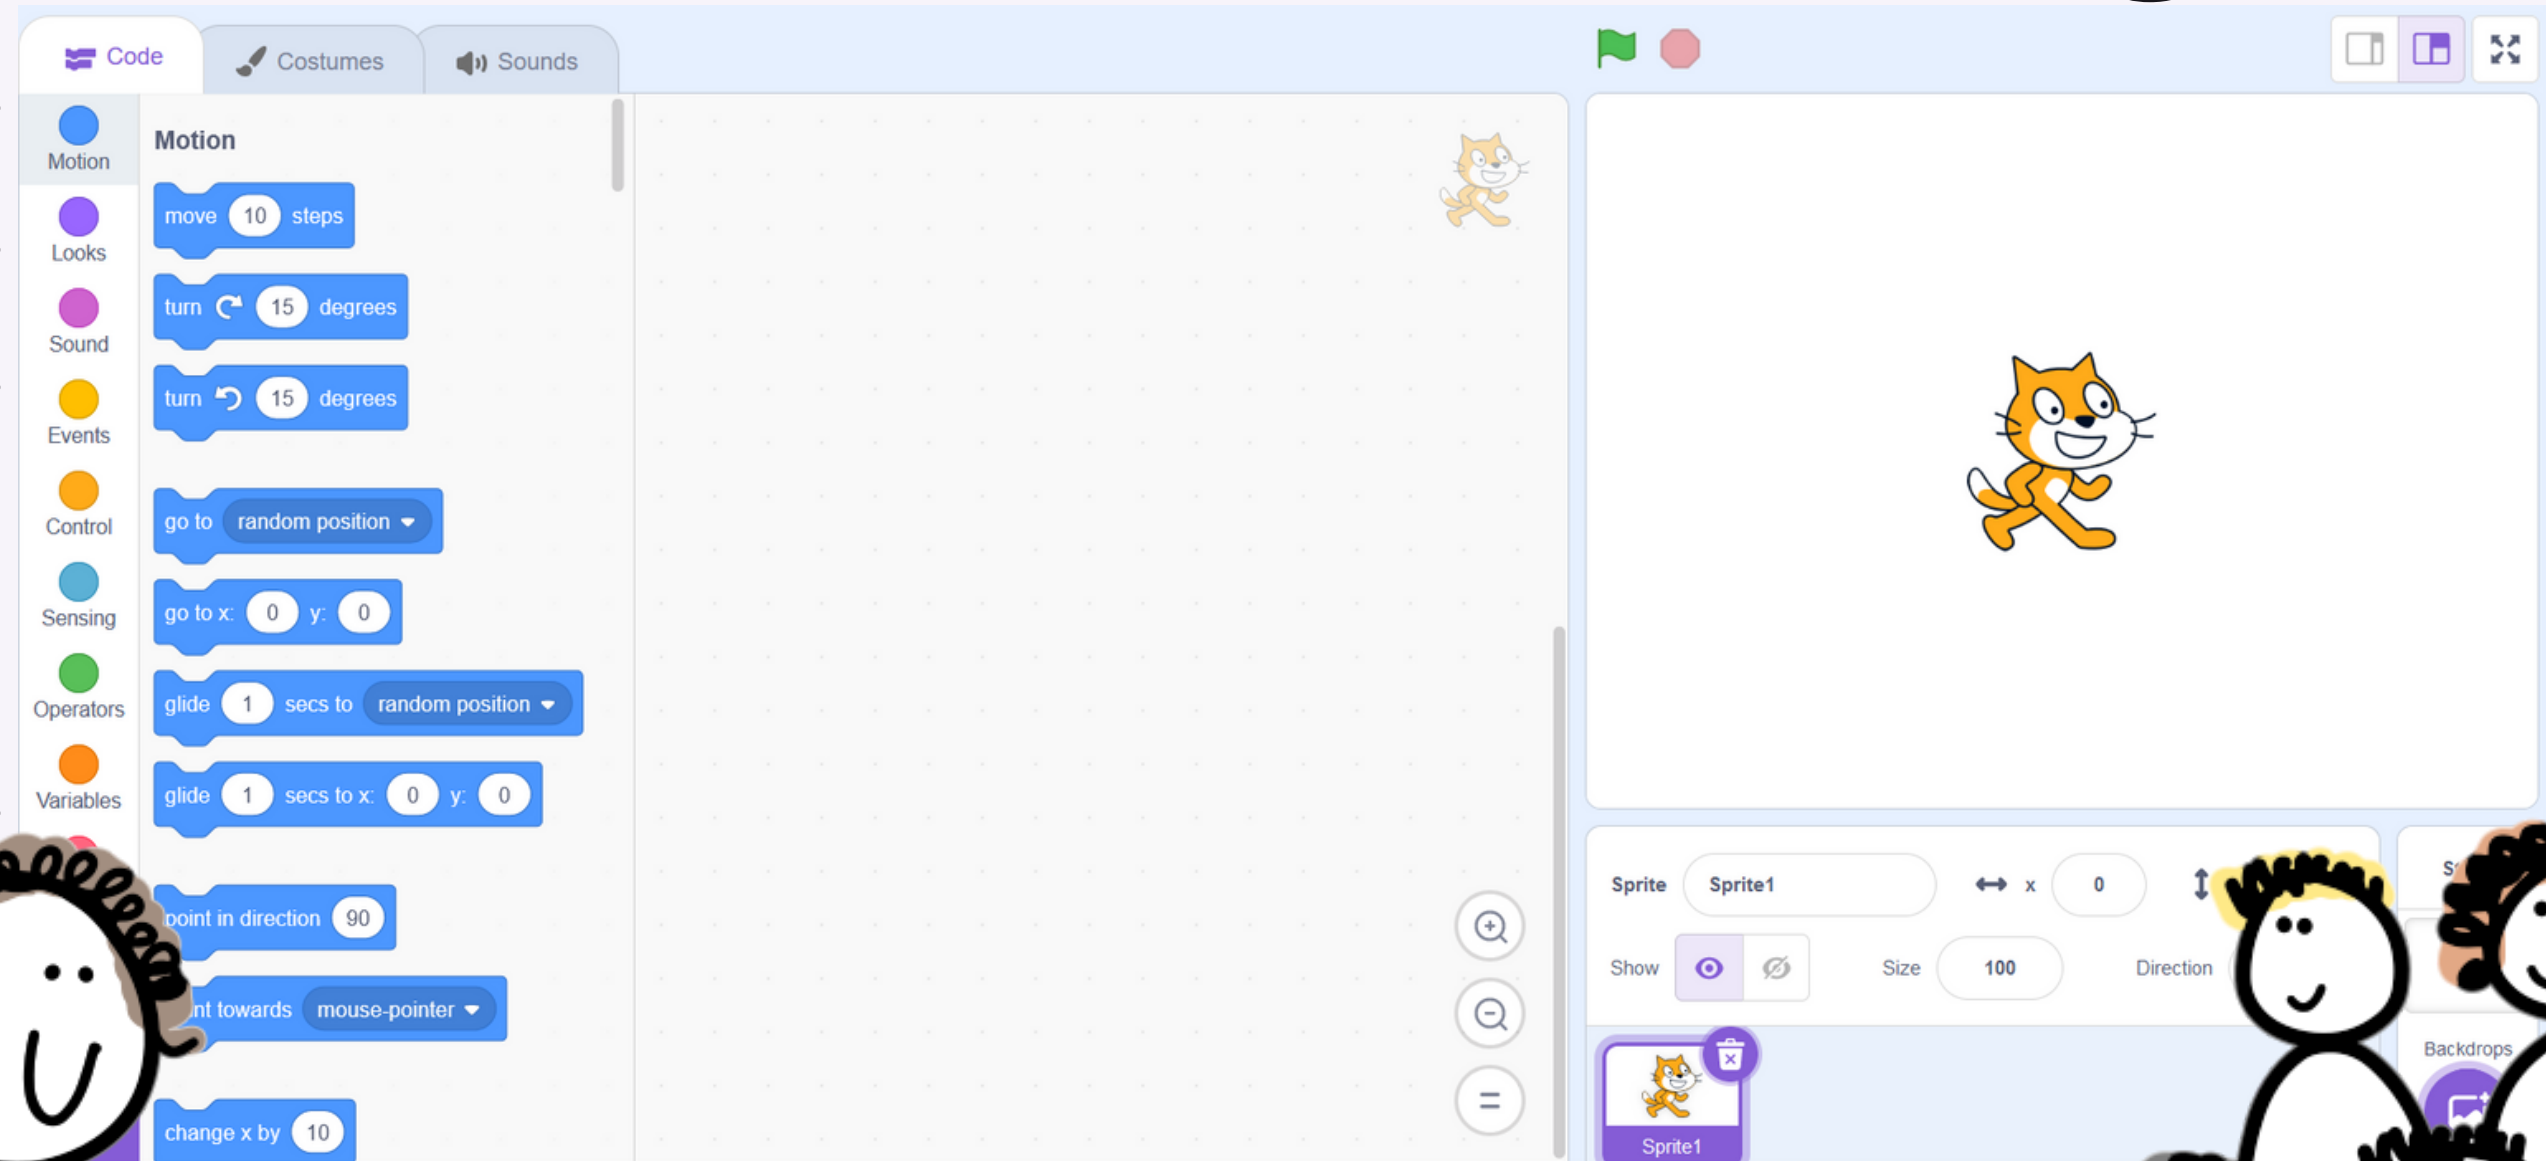 Code
Costumes
Sounds
Motion
Looks
Sound
Events
Control
Sensing
Operators
Variables
Motion
move 10 steps
turn 15 degrees
turn 15 degrees
go to random position
go to x: 0 y: 0
glide 1 secs to random position
glide 1 secs to x: 0 y: 0
point in direction 90
nt towards mouse-pointer
change x by 10
Sprite Sprite1 x 0
Show Size 100 Direction
Sprite1
Backdrops